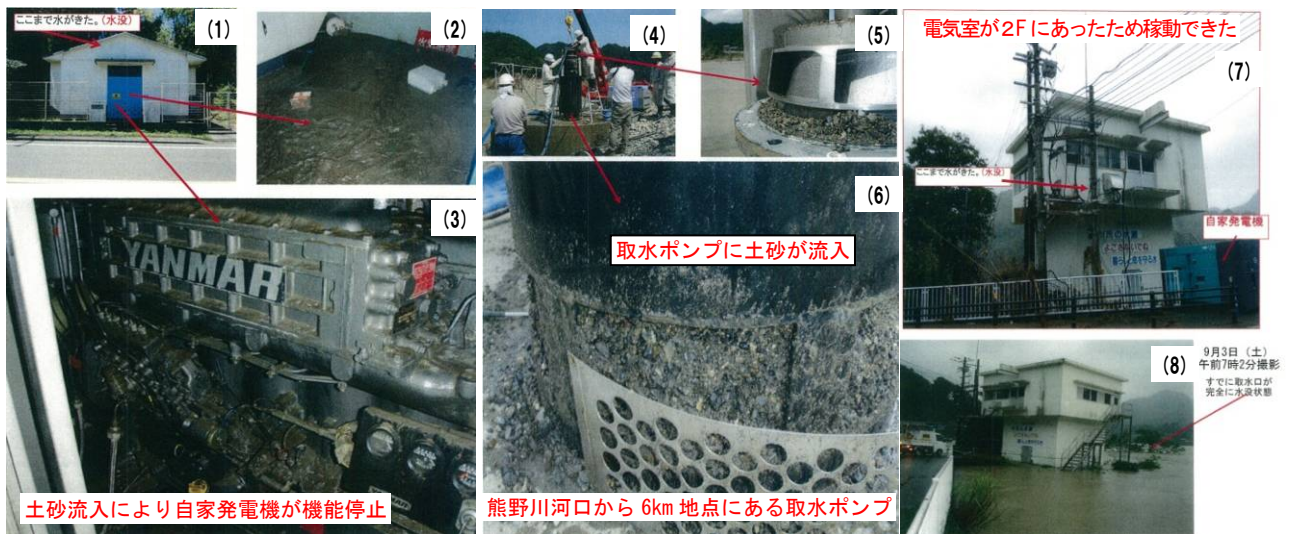 ここまで水がきた。(水没)
(1)
(2)
(3)
YANMAR
土砂流入により自家発電機が機能停止
(4)
(5)
(6)
取水ポンプに土砂が流入
熊野川河口から 6km 地点にある取水ポンプ
電気室が2Fにあったため稼動できた
(7)
ここまで水がきた。(水没)
自家発電機
(8)
9月3日 (土)
午前7時2分撮影
すでに取水口が
完全に水没状態